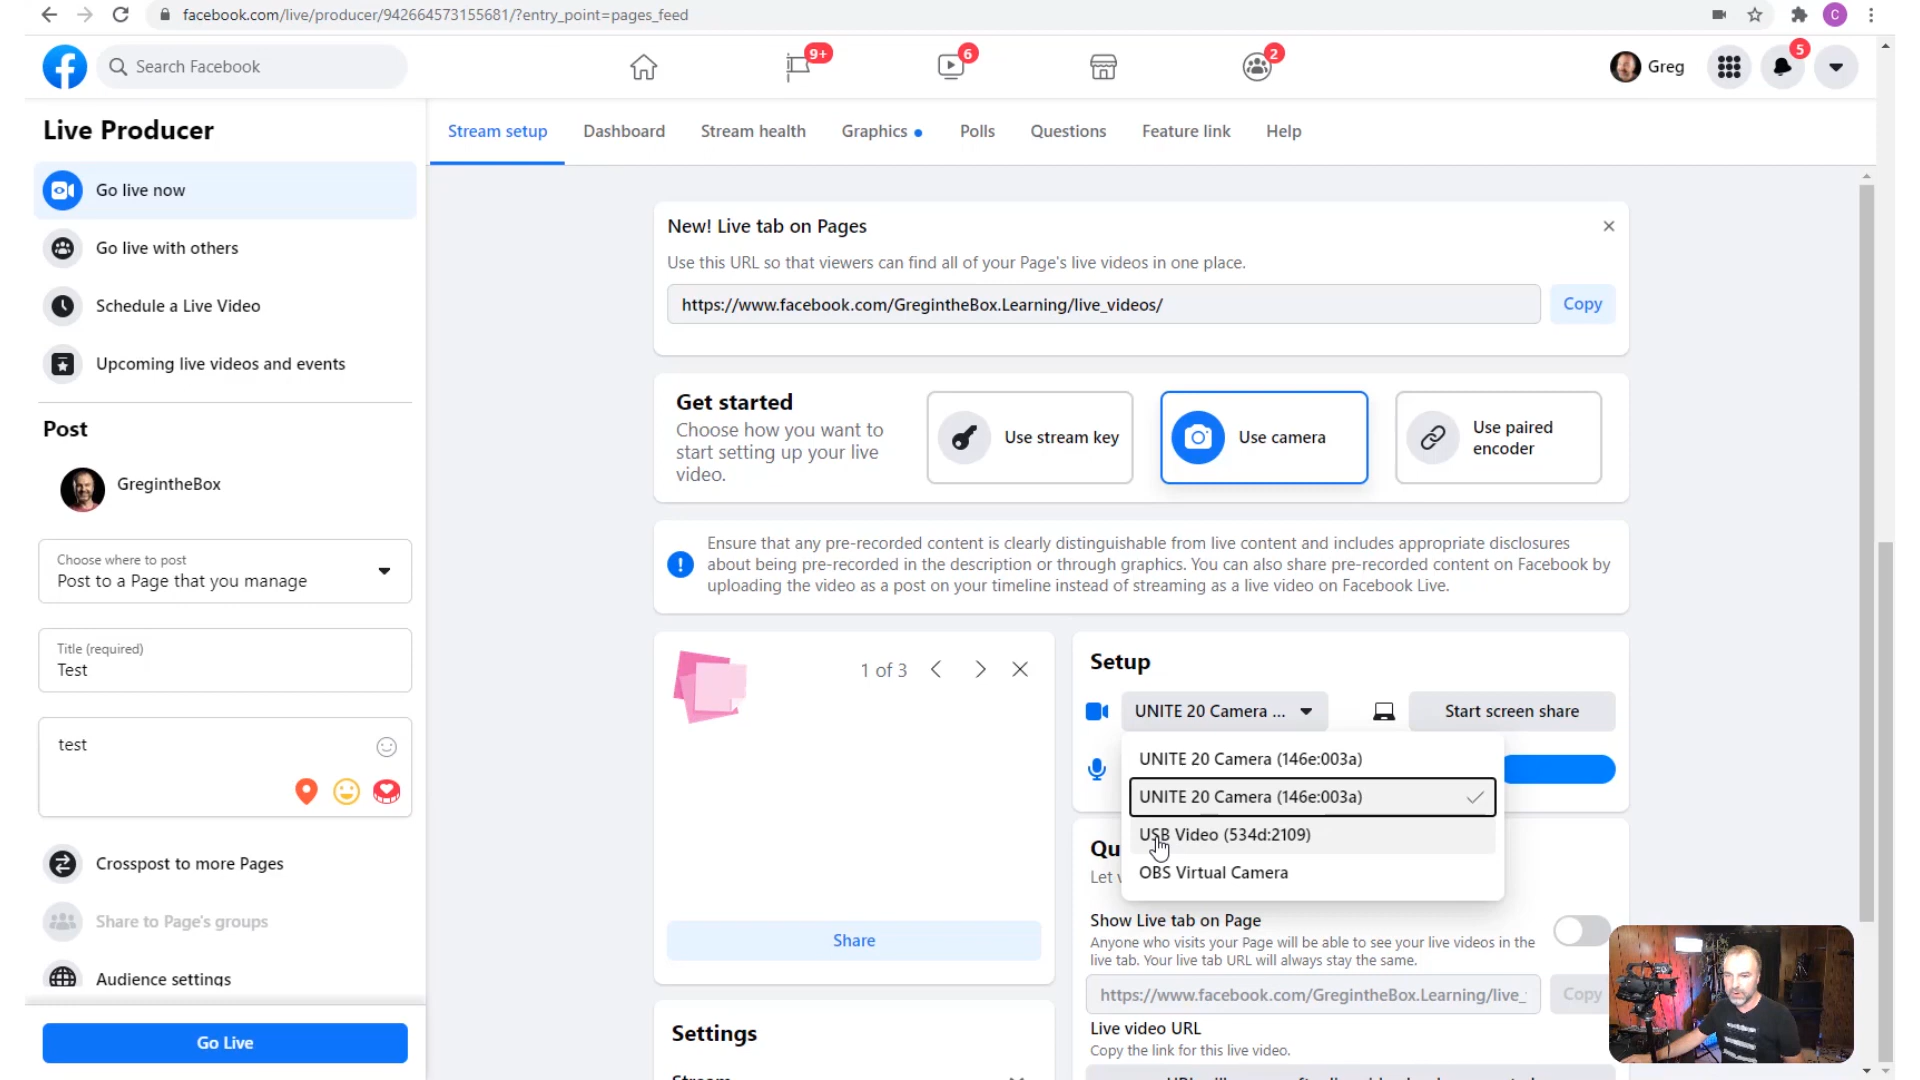 facebook.com/live/producer/942664573155681/?entry_point=pages_feed
C
Search Facebook
9+
6
2
Greg
5
Live Producer
Go live now
Go live with others
Schedule a Live Video
Upcoming live videos and events
Post
GregintheBox
Choose where to post
Post to a Page that you manage
Title (required)
Test
test
Crosspost to more Pages
Share to Page's groups
Audience settings
Go Live
Stream setup
Dashboard
Stream health
Graphics
Polls
Questions
Feature link
Help
New! Live tab on Pages
Use this URL so that viewers can find all of your Page's live videos in one place.
https://www.facebook.com/GregintheBox.Learning/live_videos/
Copy
Get started
Choose how you want to
start setting up your live
video.
Use stream key
Use camera
Use paired
encoder
Ensure that any pre-recorded content is clearly distinguishable from live content and includes appropriate disclosures
about being pre-recorded in the description or through graphics. You can also share pre-recorded content on Facebook by
uploading the video as a post on your timeline instead of streaming as a live video on Facebook Live.
1 of 3
Share
Settings
Stream
Setup
UNITE 20 Camera ...
Start screen share
UNITE 20 Camera (146e:003a)
UNITE 20 Camera (146e:003a)
USB Video (534d:2109)
OBS Virtual Camera
Qu
Let
Show Live tab on Page
Anyone who visits your Page will be able to see your live videos in the
live tab. Your live tab URL will always stay the same.
https://www.facebook.com/GregintheBox.Learning/live_
Copy
Live video URL
Copy the link for this live video.